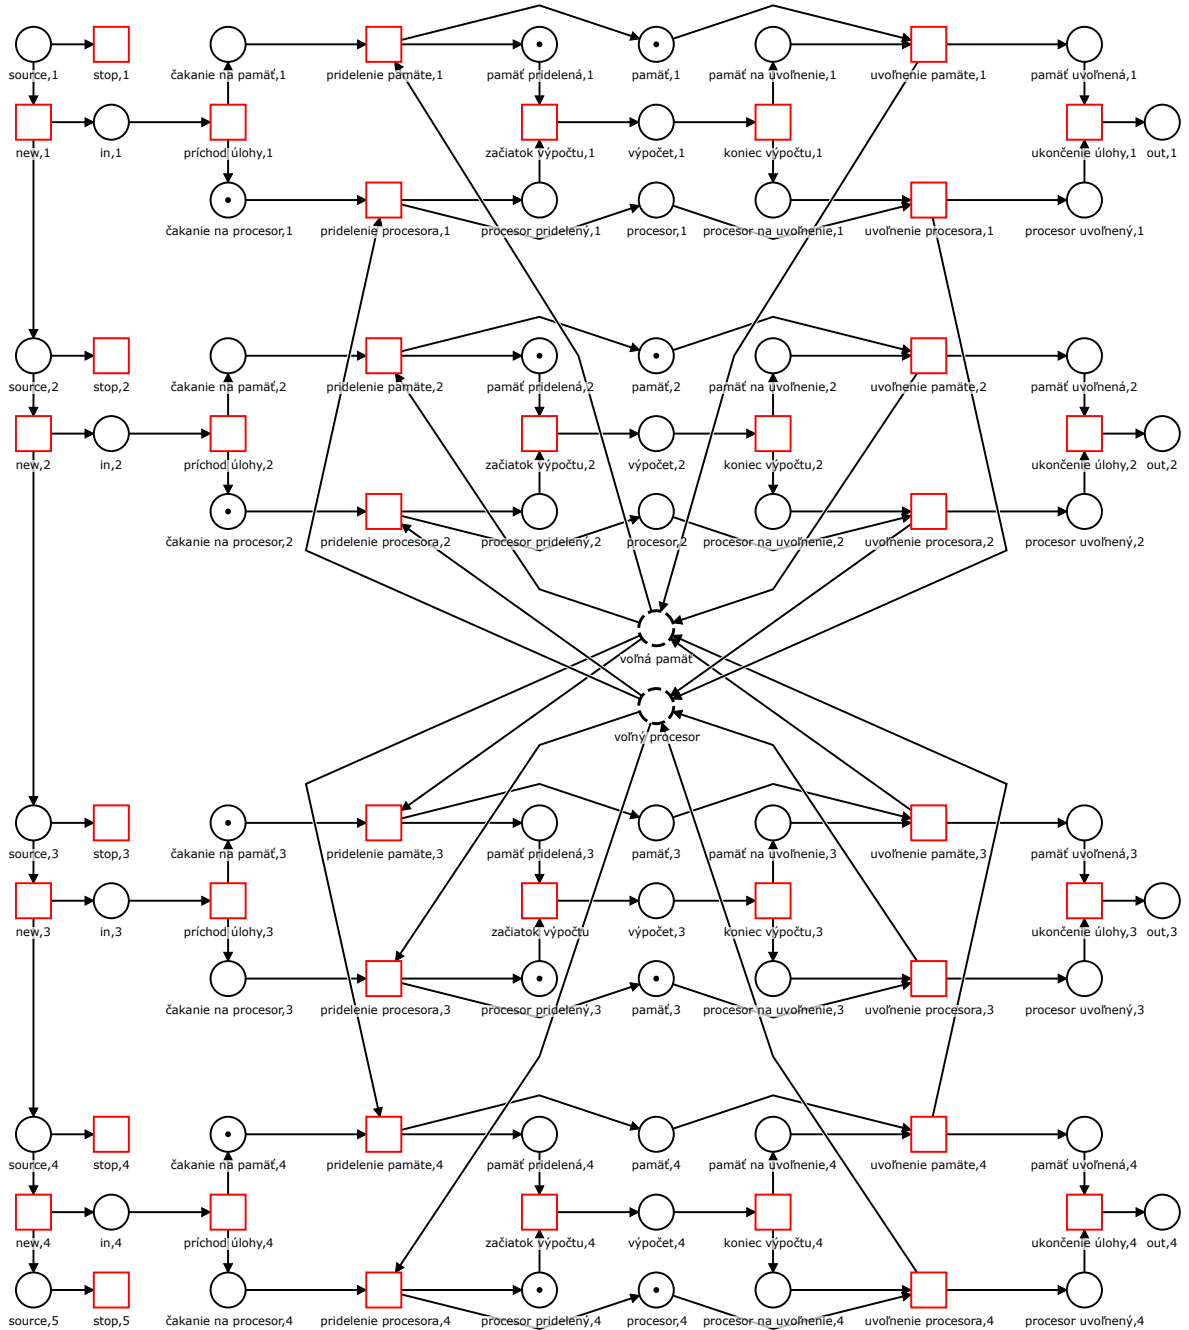 source,1 stop,1 čakanie na pamäť,1 pridelenie pamäte,1 pamäť pridelená,1 pamäť,1 pamäť na uvoľnenie,1 uvoľnenie pamäte,1 pamäť uvoľnená,1
new,1 in,1 príchod úlohy,1 začiatok výpočtu,1 výpočet,1 koniec výpočtu,1 ukončenie úlohy,1 out,1
čakanie na procesor,1 pridelenie procesora,1 procesor pridelený,1 procesor,1 procesor na uvoľnenie,1 uvoľnenie procesora,1 procesor uvoľnený,1
source,2 stop,2 čakanie na pamäť,2 pridelenie pamäte,2 pamäť pridelená,2 pamäť,2 pamäť na uvoľnenie,2 uvoľnenie pamäte,2 pamäť uvoľnená,2
new,2 in,2 príchod úlohy,2 začiatok výpočtu,2 výpočet,2 koniec výpočtu,2 ukončenie úlohy,2 out,2
čakanie na procesor,2 pridelenie procesora,2 procesor pridelený,2 procesor,2 procesor na uvoľnenie,2 uvoľnenie procesora,2 procesor uvoľnený,2
voľná pamäť
voľný procesor
source,3 stop,3 čakanie na pamäť,3 pridelenie pamäte,3 pamäť pridelená,3 pamäť,3 pamäť na uvoľnenie,3 uvoľnenie pamäte,3 pamäť uvoľnená,3
new,3 in,3 príchod úlohy,3 začiatok výpočtu výpočet,3 koniec výpočtu,3 ukončenie úlohy,3 out,3
čakanie na procesor,3 pridelenie procesora,3 procesor pridelený,3 pamäť,3 procesor na uvoľnenie,3 uvoľnenie procesora,3 procesor uvoľnený,3
source,4 stop,4 čakanie na pamäť,4 pridelenie pamäte,4 pamäť pridelená,4 pamäť,4 pamäť na uvoľnenie,4 uvoľnenie pamäte,4 pamäť uvoľnená,4
new,4 in,4 príchod úlohy,4 začiatok výpočtu,4 výpočet,4 koniec výpočtu,4 ukončenie úlohy,4 out,4
source,5 stop,5 čakanie na procesor,4 pridelenie procesora,4 procesor pridelený,4 procesor,4 procesor na uvoľnenie,4 uvoľnenie procesora,4 procesor uvoľnený,4